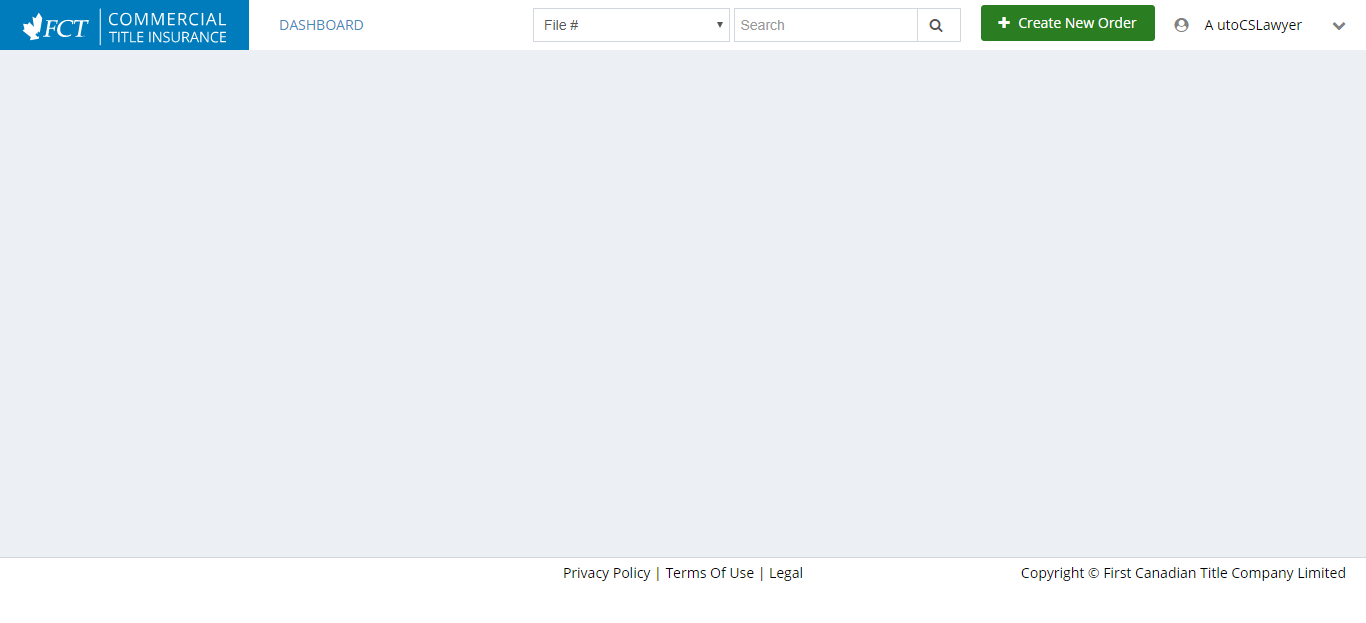 FCT COMMERCIAL TITLE INSURANCE
DASHBOARD
File #
Search
Create New Order
A utoCSLawyer
Privacy Policy | Terms Of Use | Legal
Copyright © First Canadian Title Company Limited